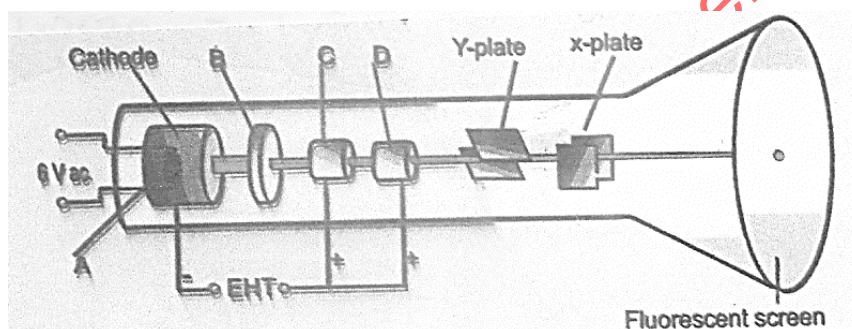 Cathode B C D Y-plate x-plate
6 V ac
A
- EHT + +
Fluorescent screen